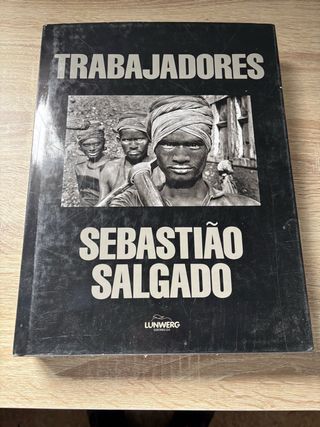 TRABAJADORES
SEBASTIÃO
SALGADO
LUNWERG